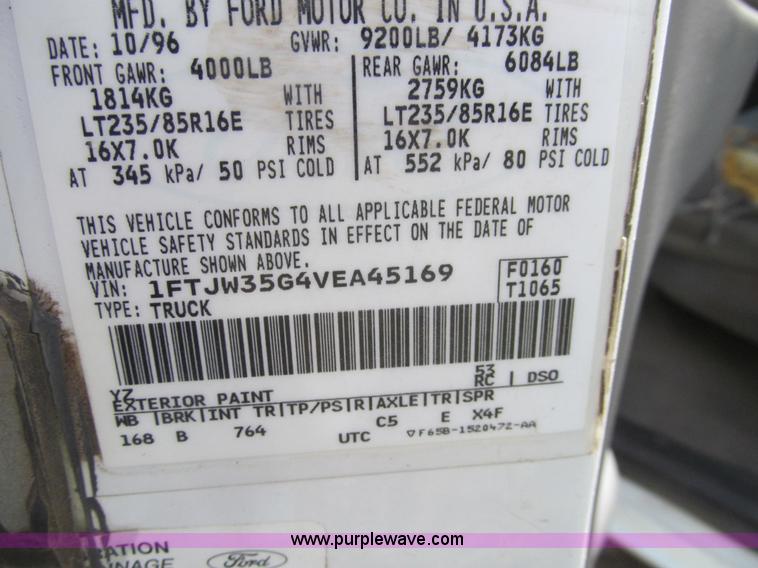 MFD. BY FORD MOTOR CO. IN U.S.A.
DATE: 10/96 GVWR: 9200LB/ 4173KG
FRONT GAWR: 4000LB REAR GAWR: 6084LB
1814KG WITH 2759KG WITH
LT235/85R16E TIRES LT235/85R16E TIRES
16X7.0K RIMS 16X7.0K RIMS
AT 345 kPa/ 50 PSI COLD AT 552 kPa/ 80 PSI COLD
THIS VEHICLE CONFORMS TO ALL APPLICABLE FEDERAL MOTOR
VEHICLE SAFETY STANDARDS IN EFFECT ON THE DATE OF
MANUFACTURE SHOWN ABOVE.
VIN: 1FTJW35G4VEA45169 F0160
TYPE: TRUCK T1065
53
YZ RC | DSO
EXTERIOR PAINT
WB |BRK|INT TR|TP/PS|R|AXLE|TR|SPR
168 B 764 UTC C5 E X4F
▽F65B-1520472-AA
RATION
Ford
www.purplewave.com